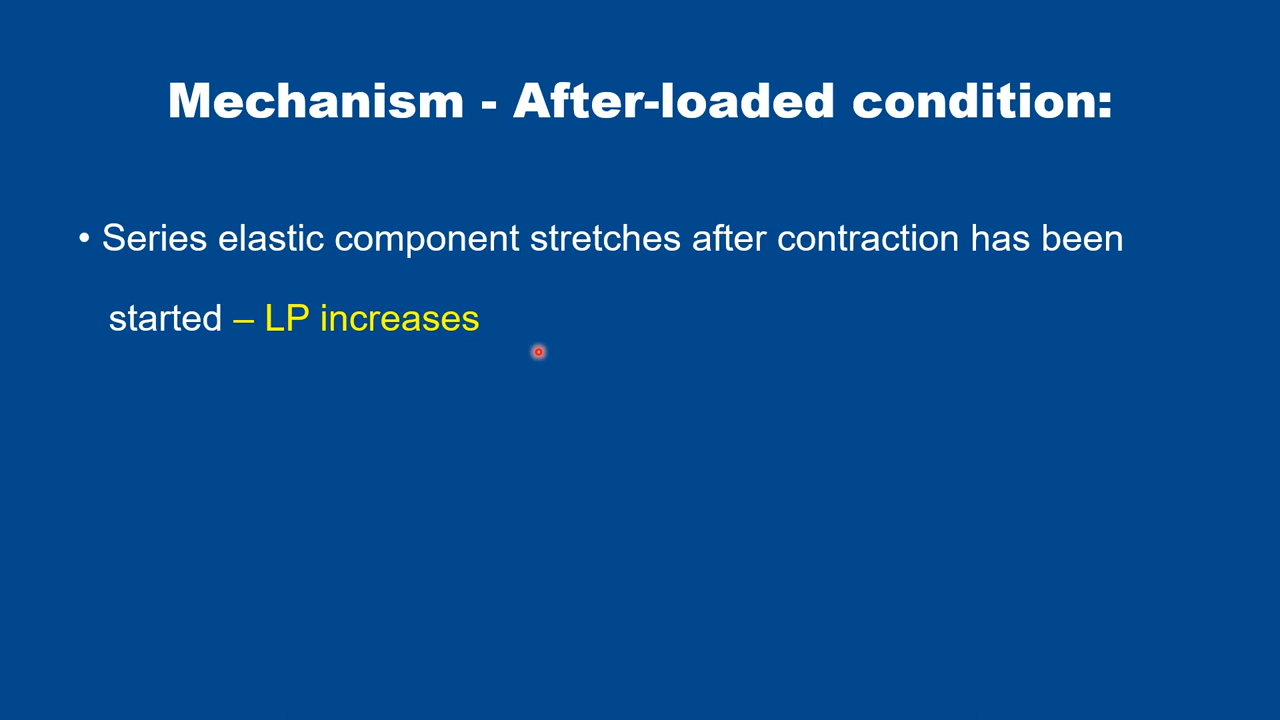 Mechanism - After-loaded condition:
• Series elastic component stretches after contraction has been
started – LP increases